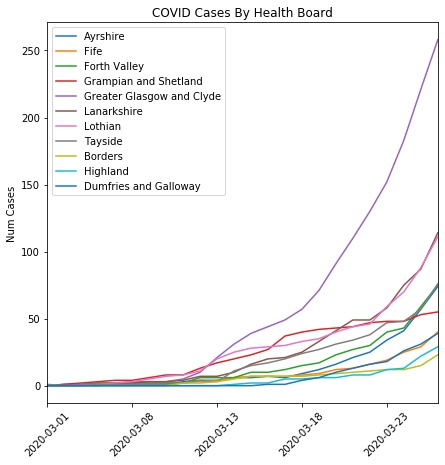 COVID Cases By Health Board
Ayrshire
Fife
Forth Valley
Grampian and Shetland
Greater Glasgow and Clyde
Lanarkshire
Lothian
Tayside
Borders
Highland
Dumfries and Galloway
250
200
150
100
50
0
Num Cases
2020-03-01
2020-03-08
2020-03-13
2020-03-18
2020-03-23